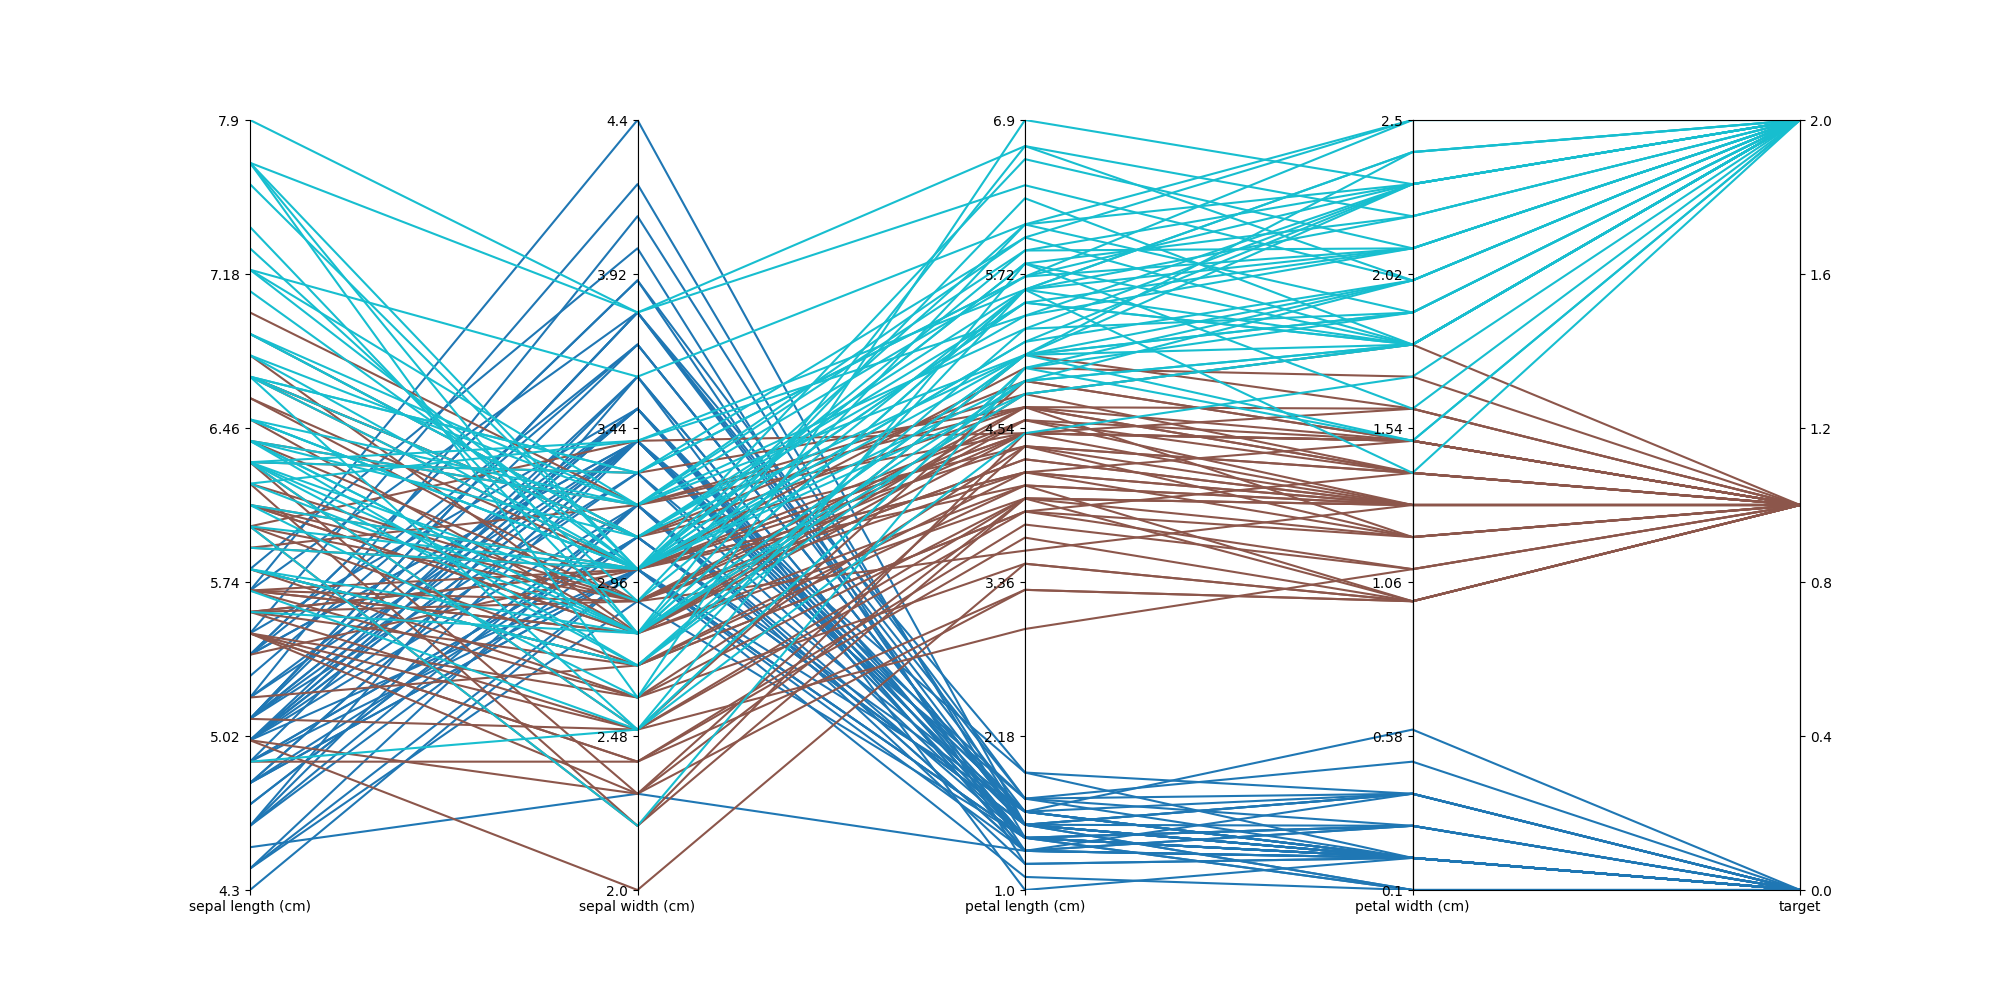 7.9 4.4 6.9 2.5 2.0
7.18 3.92 5.72 2.02 1.6
6.46 3.44 4.54 1.54 1.2
5.74 2.96 3.36 1.06 0.8
5.02 2.48 2.18 0.58 0.4
4.3 2.0 1.0 0.1 0.0
sepal length (cm) sepal width (cm) petal length (cm) petal width (cm) target